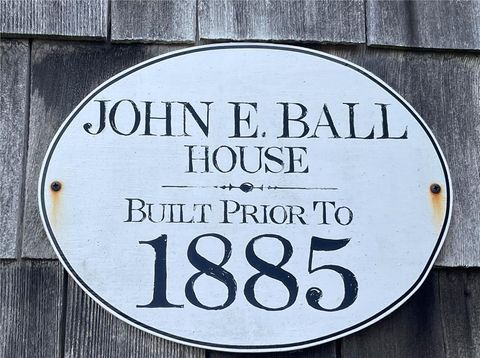 JOHN E. BALL
HOUSE
BUILT PRIOR TO
1885